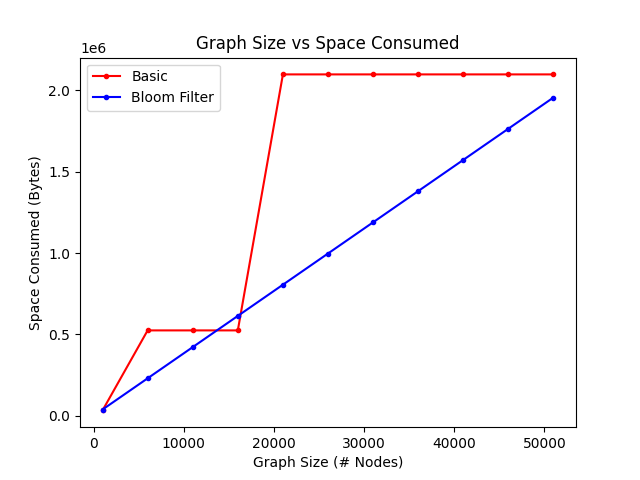 Graph Size vs Space Consumed
1e6
Basic
Bloom Filter
2.0
1.5
1.0
0.5
0.0
Space Consumed (Bytes)
0 10000 20000 30000 40000 50000
Graph Size (# Nodes)